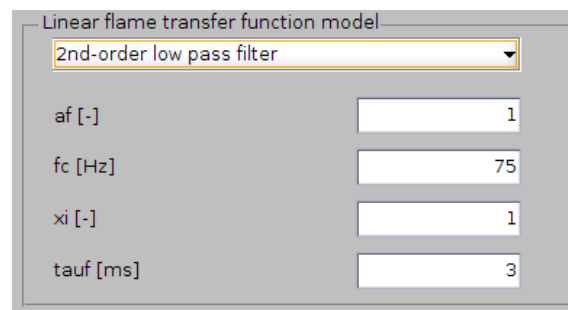 Linear flame transfer function model
2nd-order low pass filter
af [-] 1
fc [Hz] 75
xi [-] 1
tauf [ms] 3